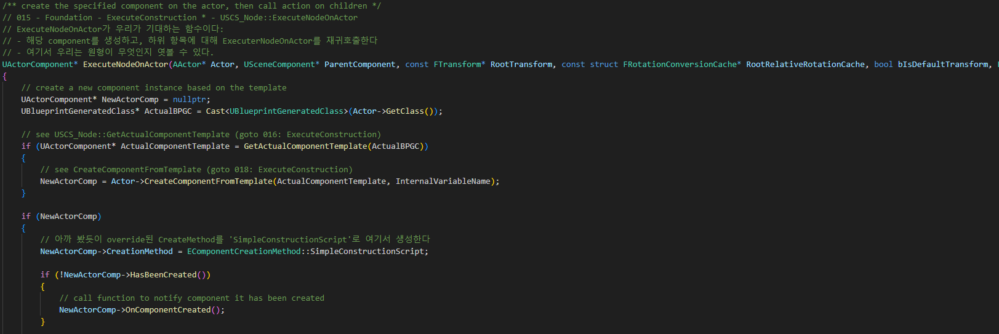 /** create the specified component on the actor, then call action on children */
// 015 - Foundation - ExecuteConstruction * - USCS_Node::ExecuteNodeOnActor
// ExecuteNodeOnActor가 우리가 기대하는 함수이다:
// - 해당 component를 생성하고, 하위 항목에 대해 ExecuterNodeOnActor를 재귀호출한다
// - 여기서 우리는 원형이 무엇인지 엿볼 수 있다.
UActorComponent* ExecuteNodeOnActor(AActor* Actor, USceneComponent* ParentComponent, const FTransform* RootTransform, const struct FRotationConversionCache* RootRelativeRotationCache, bool bIsDefaultTransform,
{
// create a new component instance based on the template
UActorComponent* NewActorComp = nullptr;
UBlueprintGeneratedClass* ActualBPGC = Cast<UBlueprintGeneratedClass>(Actor->GetClass());
// see USCS_Node::GetActualComponentTemplate (goto 016: ExecuteConstruction)
if (UActorComponent* ActualComponentTemplate = GetActualComponentTemplate(ActualBPGC))
{
// see CreateComponentFromTemplate (goto 018: ExecuteConstruction)
NewActorComp = Actor->CreateComponentFromTemplate(ActualComponentTemplate, InternalVariableName);
}
if (NewActorComp)
{
// 아까 봤듯이 override된 CreateMethod를 'SimpleConstructionScript'로 여기서 생성한다
NewActorComp->CreationMethod = EComponentCreationMethod::SimpleConstructionScript;
if (!NewActorComp->HasBeenCreated())
{
// call function to notify component it has been created
NewActorComp->OnComponentCreated();
}